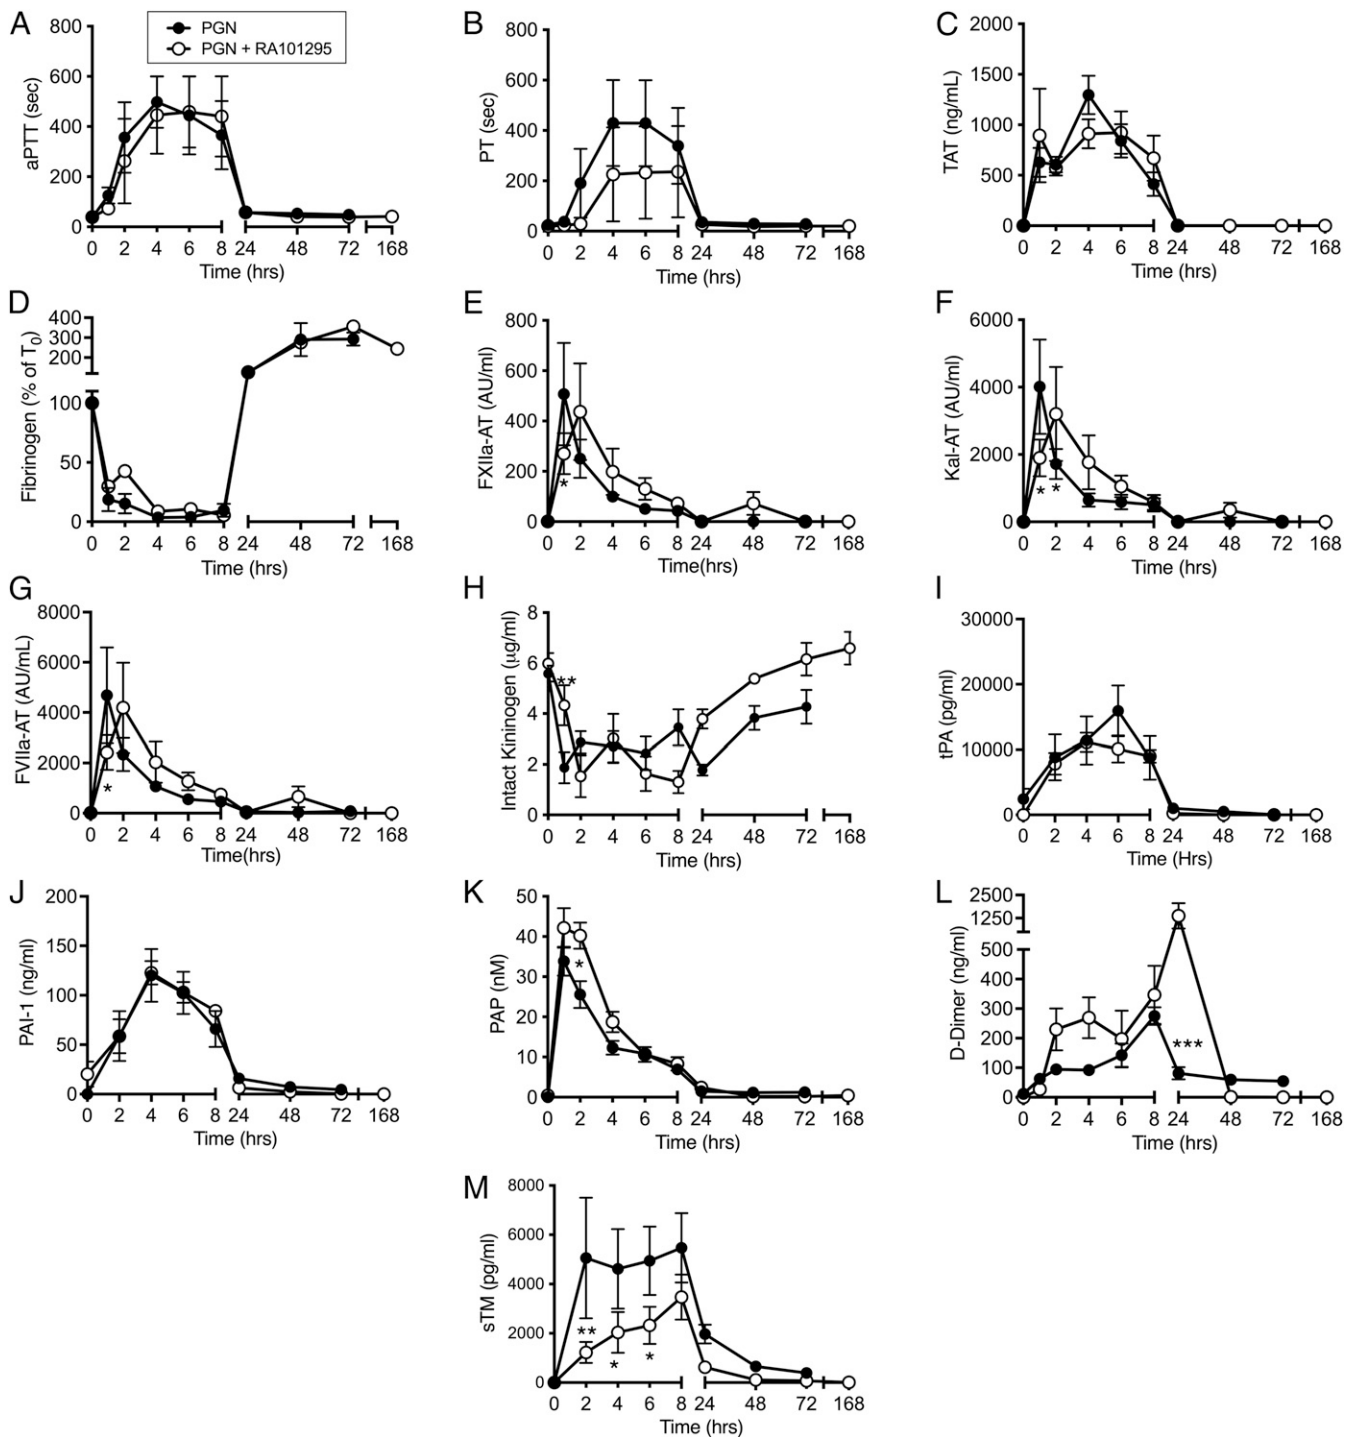 A
PGN
PGN + RA101295
aPTT (sec)
800
600
400
200
0
0 2 4 6 8 24 48 72 168
Time (hrs)
B
PT (sec)
800
600
400
200
0
0 2 4 6 8 24 48 72 168
Time (hrs)
C
TAT (ng/mL)
2000
1500
1000
500
0
0 2 4 6 8 24 48 72 168
Time (hrs)
D
Fibrinogen (% of T0)
400
300
200
100
50
0
0 2 4 6 8 24 48 72 168
Time (hrs)
E
FXIIa-AT (AU/ml)
800
600
400
200
0
*
0 2 4 6 8 24 48 72 168
Time(hrs)
F
Kal-AT (AU/ml)
6000
4000
2000
0
* *
0 2 4 6 8 24 48 72 168
Time (hrs)
G
FVIIa-AT (AU/mL)
8000
6000
4000
2000
0
*
0 2 4 6 8 24 48 72 168
Time(hrs)
H
Intact Kininogen (µg/ml)
8
6
4
2
0
**
0 2 4 6 8 24 48 72 168
Time (hrs)
I
tPA (pg/ml)
30000
20000
10000
0
0 2 4 6 8 24 48 72 168
Time (Hrs)
J
PAI-1 (ng/ml)
200
150
100
50
0
0 2 4 6 8 24 48 72 168
Time (hrs)
K
PAP (nM)
50
40
30
20
10
0
*
0 2 4 6 8 24 48 72 168
Time (hrs)
L
D-Dimer (ng/ml)
2500
1250
500
400
300
200
100
0
***
0 2 4 6 8 24 48 72 168
Time (hrs)
M
sTM (pg/ml)
8000
6000
4000
2000
0
**
* *
0 2 4 6 8 24 48 72 168
Time (hrs)